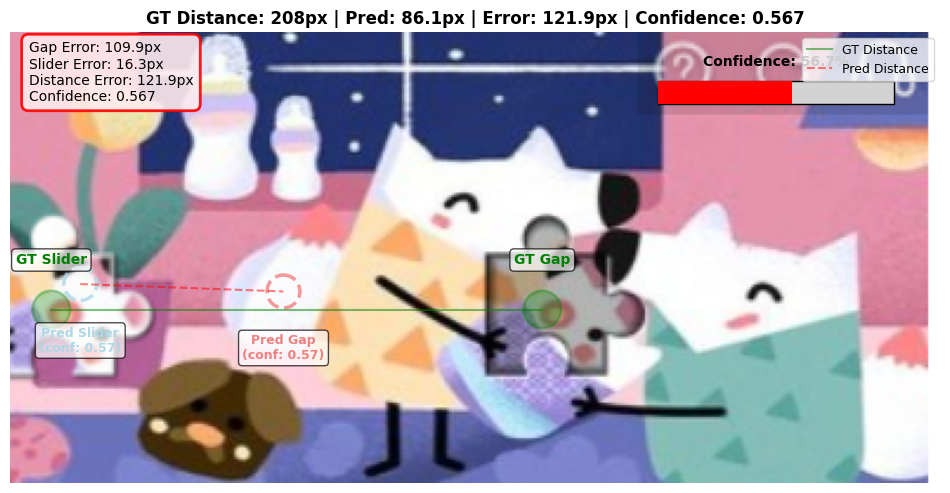 GT Distance: 208px | Pred: 86.1px | Error: 121.9px | Confidence: 0.567
Gap Error: 109.9px
Slider Error: 16.3px
Distance Error: 121.9px
Confidence: 0.567
Confidence: 56.7%
GT Distance
Pred Distance
GT Slider
GT Gap
Pred Slider
(conf: 0.57)
Pred Gap
(conf: 0.57)